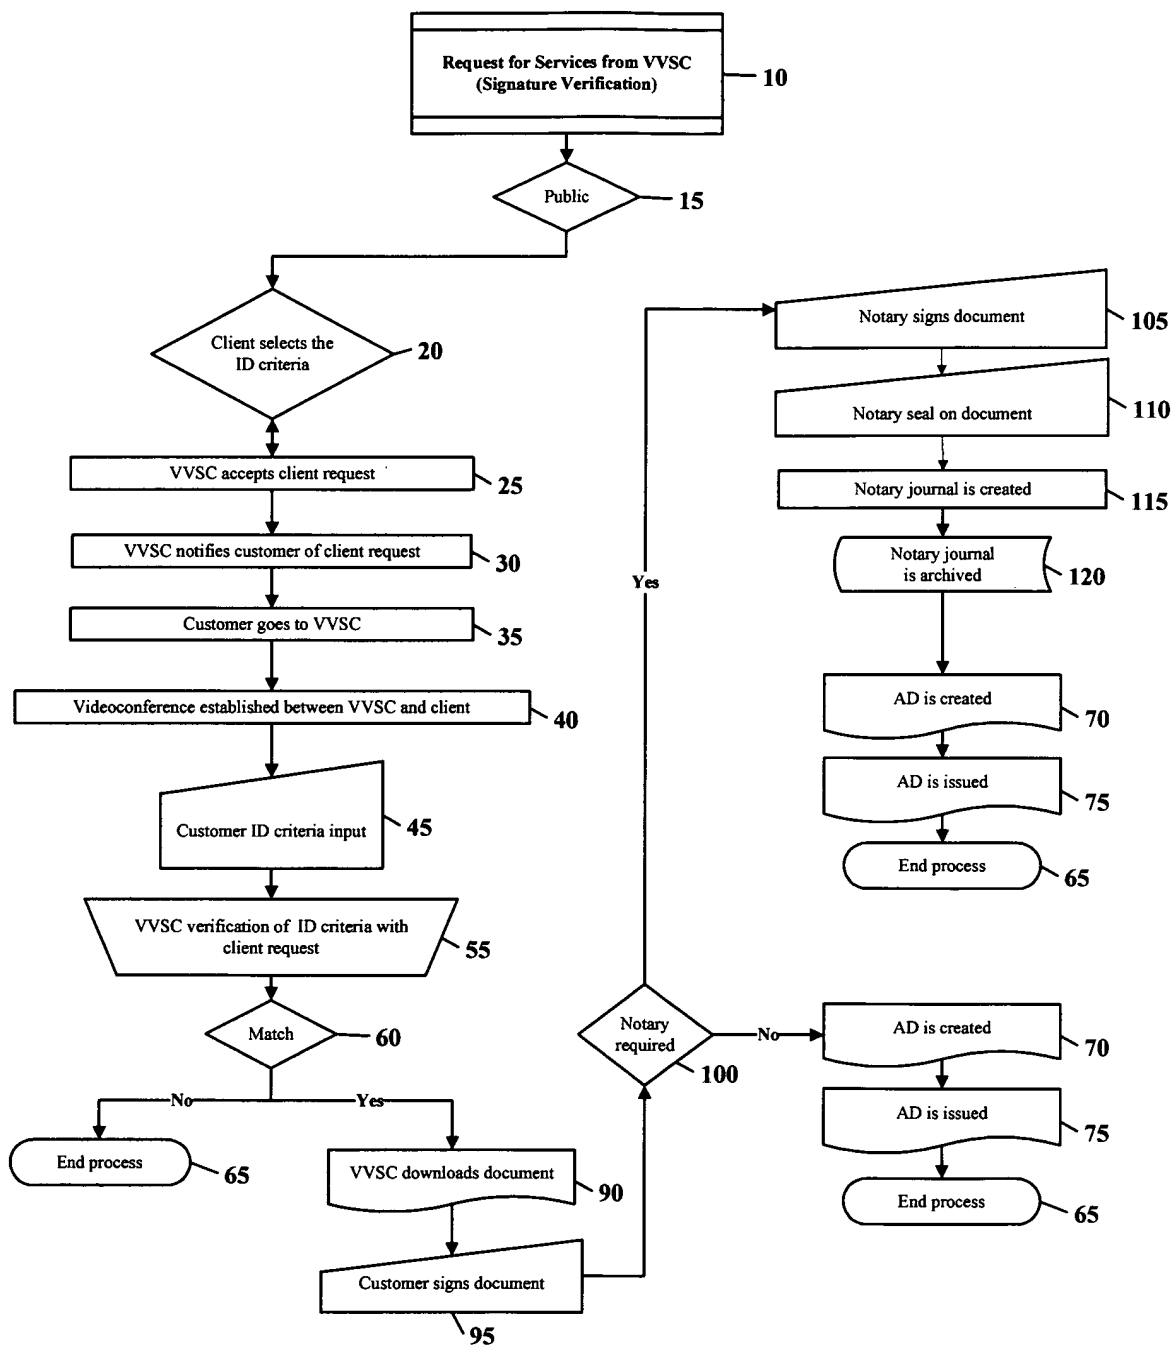 Request for Services from VVSC
(Signature Verification)
10
Public
15
Client selects the
ID criteria
20
VVSC accepts client request
25
VVSC notifies customer of client request
30
Customer goes to VVSC
35
Videoconference established between VVSC and client
40
Customer ID criteria input
45
VVSC verification of ID criteria with
client request
55
Match
60
No
Yes
End process
65
VVSC downloads document
90
Customer signs document
95
Notary
required
100
Yes
No
Notary signs document
105
Notary seal on document
110
Notary journal is created
115
Notary journal
is archived
120
AD is created
70
AD is issued
75
End process
65
AD is created
70
AD is issued
75
End process
65